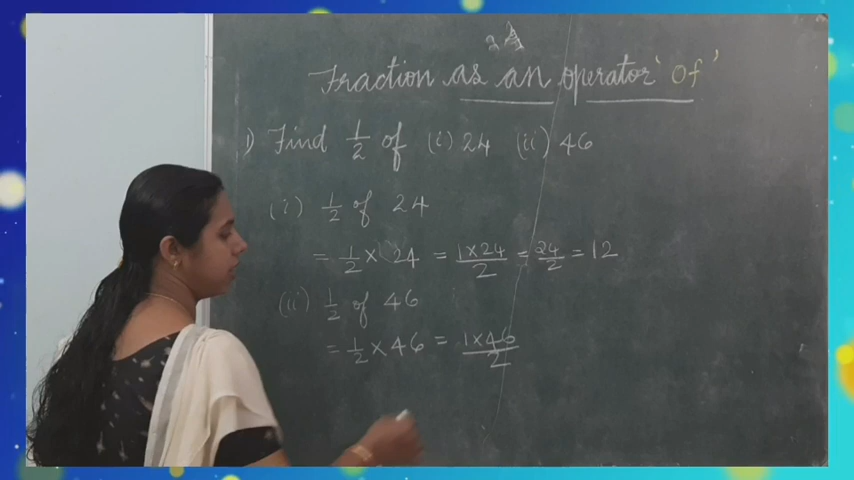 Fraction as an operator 'Of'
1) Find 1/2 of (i) 24 (ii) 46
(i) 1/2 of 24
= 1/2 × 24 = 1×24/2 = 24/2 = 12
(ii) 1/2 of 46
= 1/2 × 46 = 1×46/2